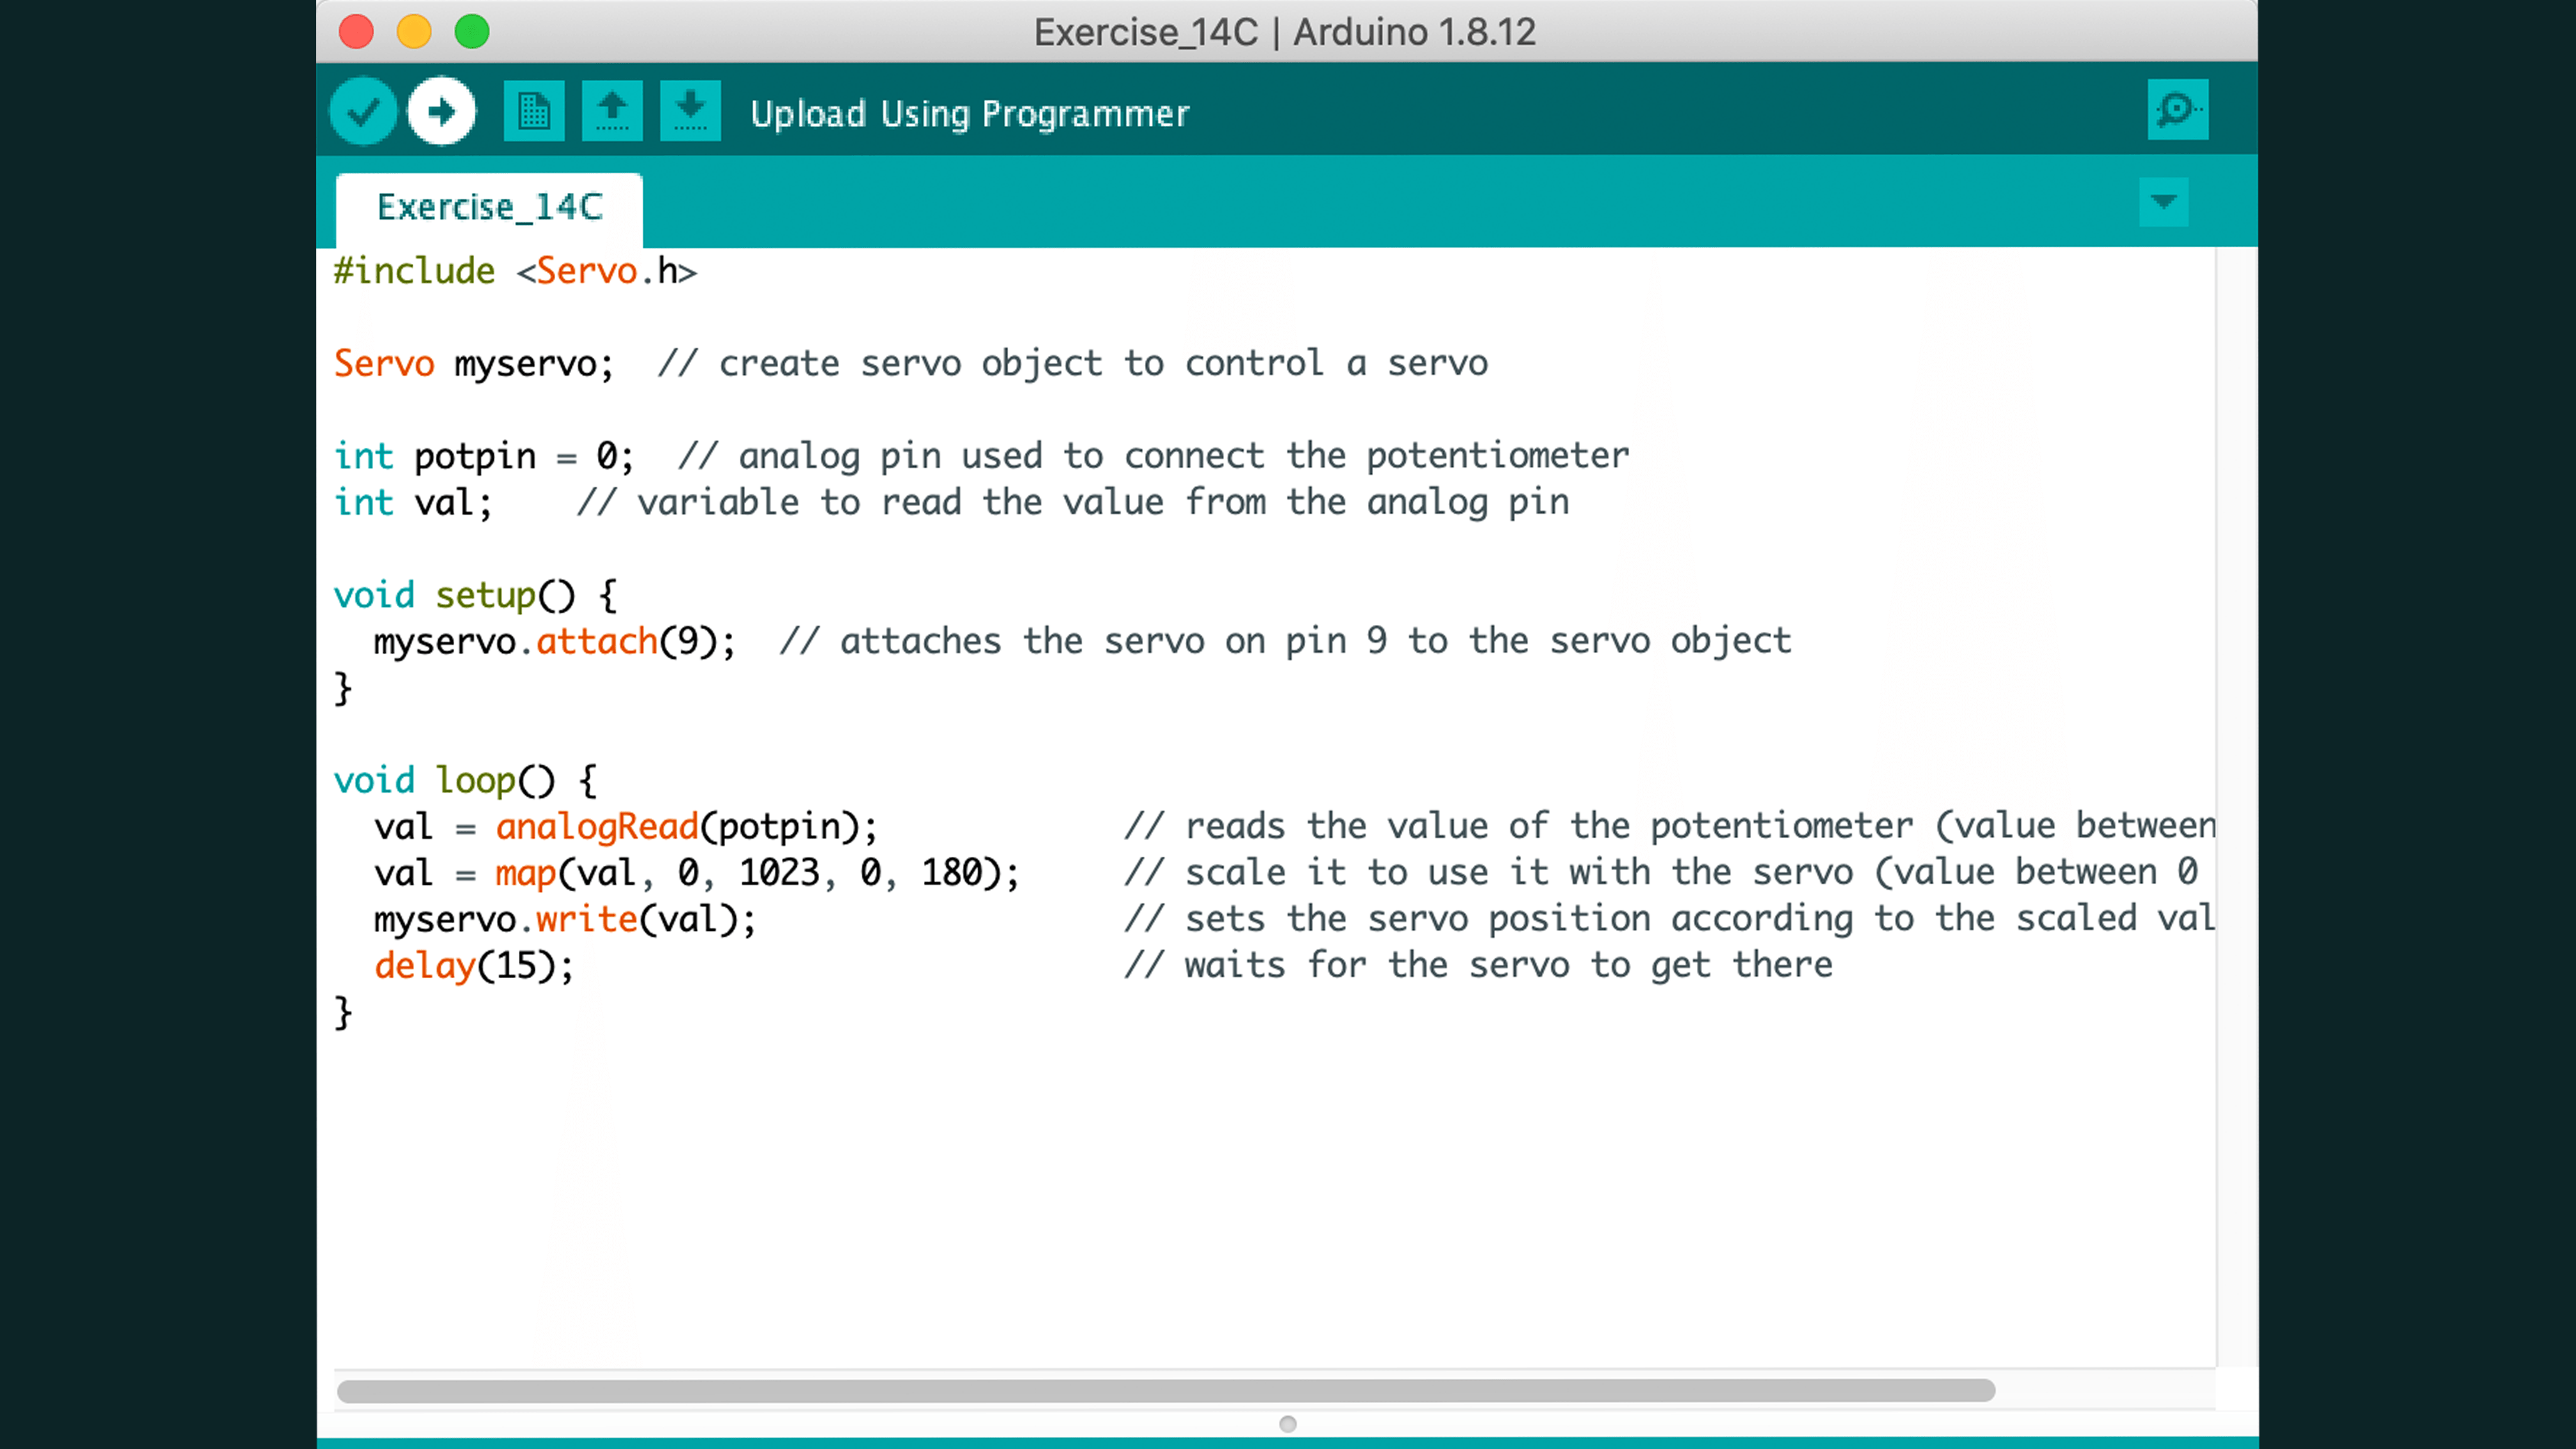 Exercise_14C | Arduino 1.8.12
Upload Using Programmer
Exercise_14C
#include <Servo.h>
Servo myservo;  // create servo object to control a servo
int potpin = 0;  // analog pin used to connect the potentiometer
int val;    // variable to read the value from the analog pin
void setup() {
  myservo.attach(9);  // attaches the servo on pin 9 to the servo object
}
void loop() {
  val = analogRead(potpin);            // reads the value of the potentiometer (value between
  val = map(val, 0, 1023, 0, 180);     // scale it to use it with the servo (value between 0
  myservo.write(val);                  // sets the servo position according to the scaled val
  delay(15);                           // waits for the servo to get there
}